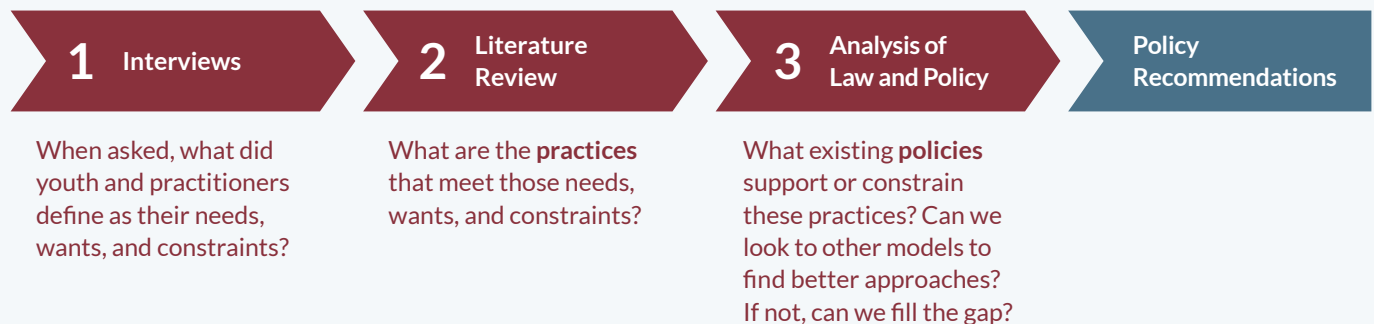 1 Interviews
When asked, what did
youth and practitioners
define as their needs,
wants, and constraints?
2 Literature
Review
What are the practices
that meet those needs,
wants, and constraints?
3 Analysis of
Law and Policy
What existing policies
support or constrain
these practices? Can we
look to other models to
find better approaches?
If not, can we fill the gap?
Policy
Recommendations